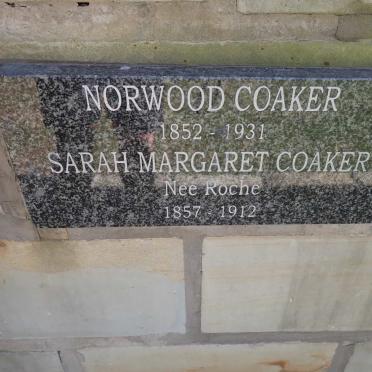 NORWOOD COAKER
1852 - 1931
SARAH MARGARET COAKER
Nee Roche
1857 - 1912